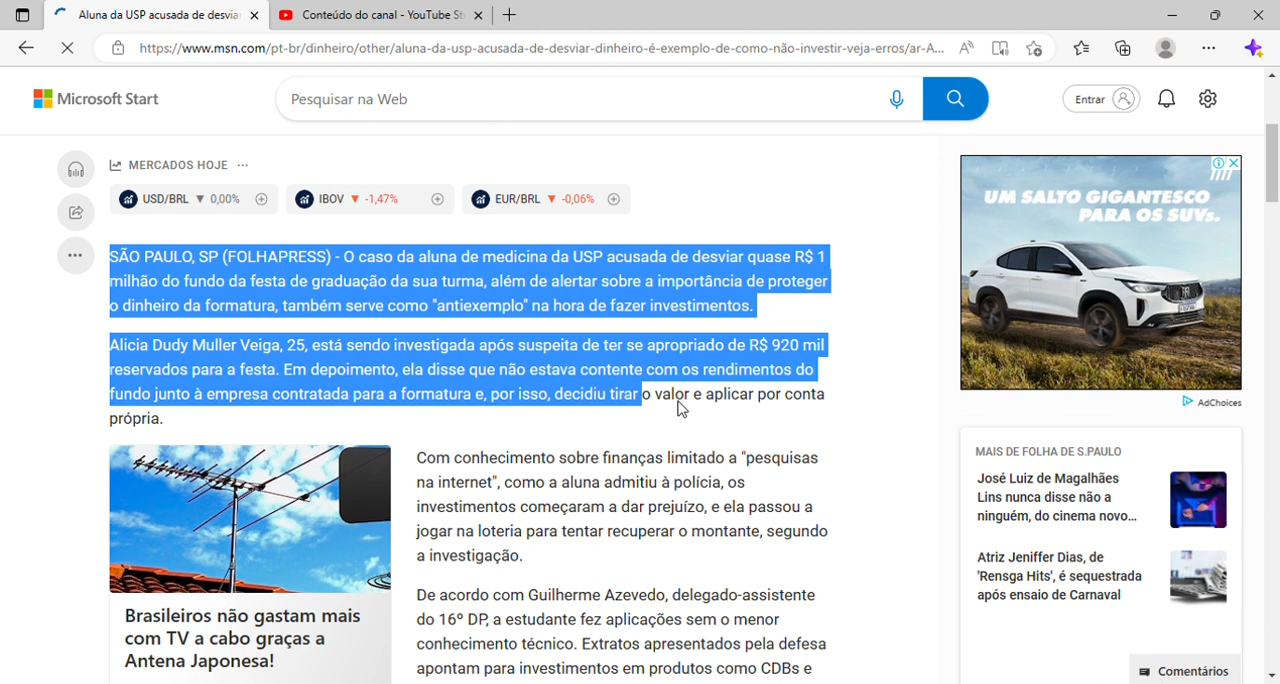 Aluna da USP acusada de desvia
Conteúdo do canal - YouTube St
https://www.msn.com/pt-br/dinheiro/other/aluna-da-usp-acusada-de-desviar-dinheiro-é-exemplo-de-como-não-investir-veja-erros/ar-A...
Microsoft Start
Pesquisar na Web
Entrar
MERCADOS HOJE ...
USD/BRL ▼ 0,00%
IBOV ▼ -1,47%
EUR/BRL ▼ -0,06%
SÃO PAULO, SP (FOLHAPRESS) - O caso da aluna de medicina da USP acusada de desviar quase R$ 1
milhão do fundo da festa de graduação da sua turma, além de alertar sobre a importância de proteger
o dinheiro da formatura, também serve como "antiexemplo" na hora de fazer investimentos.
Alicia Dudy Muller Veiga, 25, está sendo investigada após suspeita de ter se apropriado de R$ 920 mil
reservados para a festa. Em depoimento, ela disse que não estava contente com os rendimentos do
fundo junto à empresa contratada para a formatura e, por isso, decidiu tirar o valor e aplicar por conta
própria.
Brasileiros não gastam mais
com TV a cabo graças a
Antena Japonesa!
Com conhecimento sobre finanças limitado a "pesquisas
na internet", como a aluna admitiu à polícia, os
investimentos começaram a dar prejuízo, e ela passou a
jogar na loteria para tentar recuperar o montante, segundo
a investigação.
De acordo com Guilherme Azevedo, delegado-assistente
do 16º DP, a estudante fez aplicações sem o menor
conhecimento técnico. Extratos apresentados pela defesa
apontam para investimentos em produtos como CDBs e
UM SALTO GIGANTESCO
PARA OS SUVs.
AdChoices
MAIS DE FOLHA DE S.PAULO
José Luiz de Magalhães
Lins nunca disse não a
ninguém, do cinema novo...
Atriz Jeniffer Dias, de
'Rensga Hits', é sequestrada
após ensaio de Carnaval
Comentários